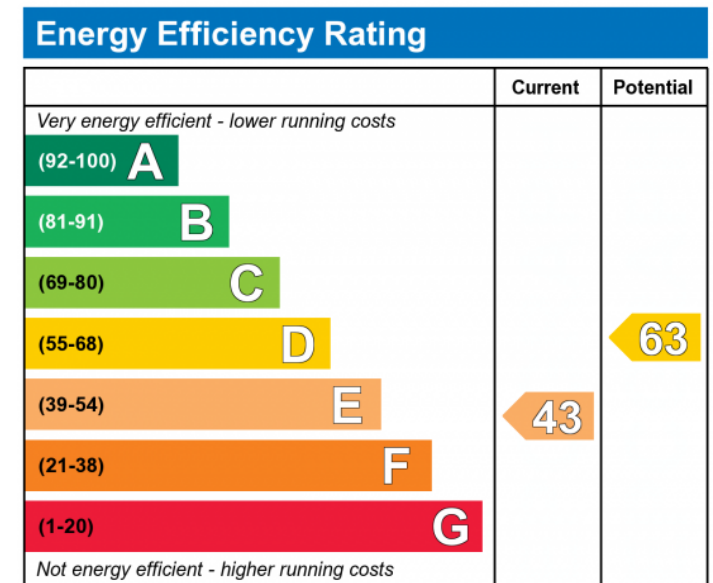 Energy Efficiency Rating
Current Potential
Very energy efficient - lower running costs
(92-100) A
(81-91) B
(69-80) C
(55-68) D 63
(39-54) E 43
(21-38) F
(1-20) G
Not energy efficient - higher running costs